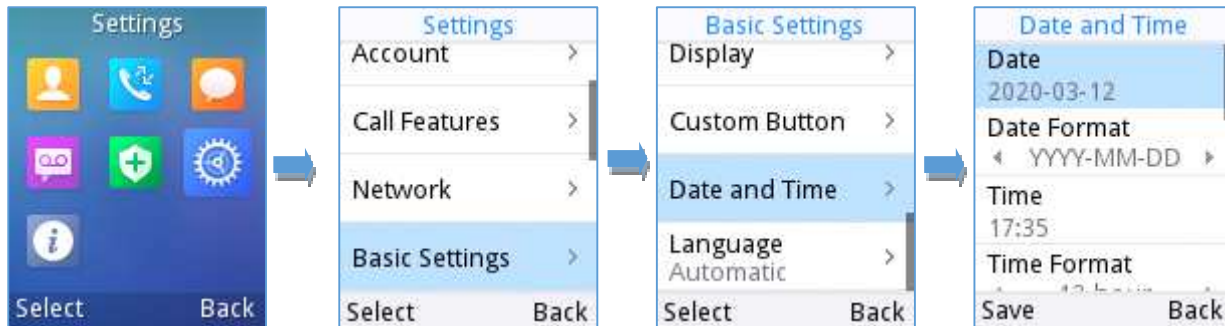 Settings
Select Back
Settings
Account
Call Features
Network
Basic Settings
Select Back
Basic Settings
Display
Custom Button
Date and Time
Language
Automatic
Select Back
Date and Time
Date
2020-03-12
Date Format
YYYY-MM-DD
Time
17:35
Time Format
Save Back